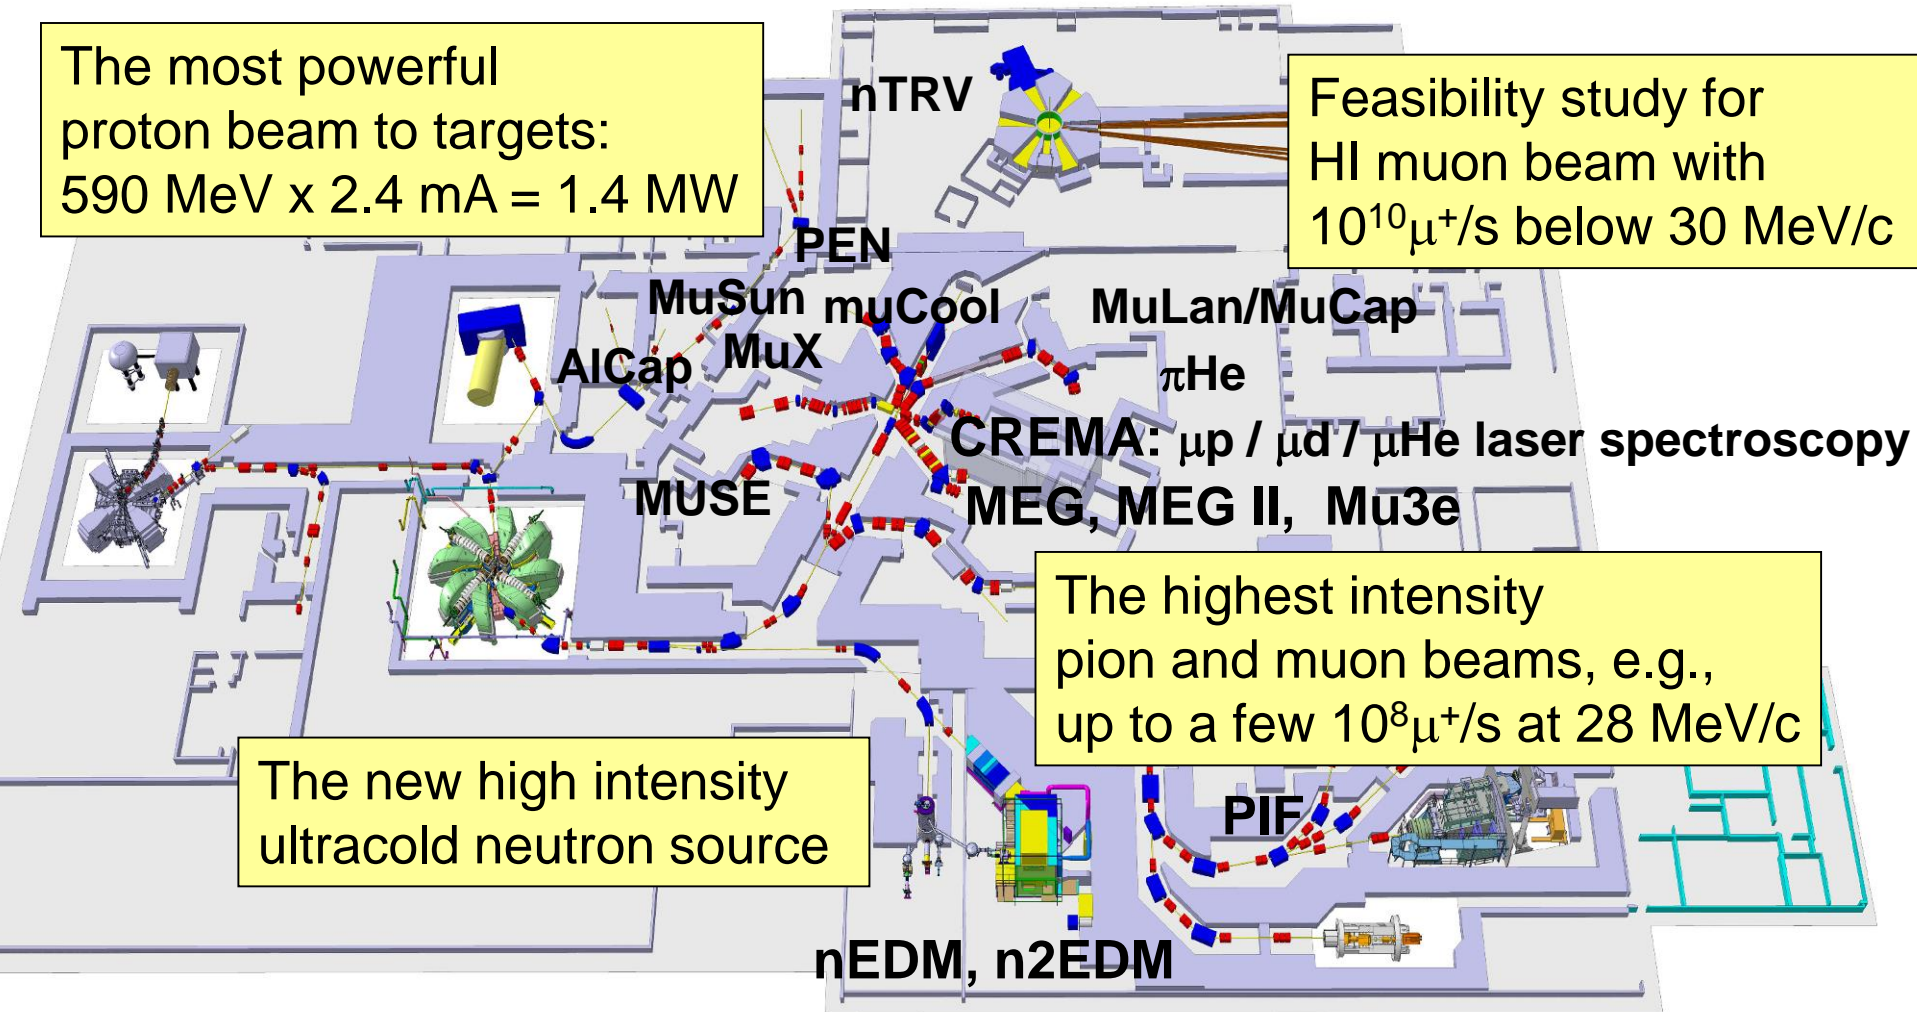 The most powerful
proton beam to targets:
590 MeV x 2.4 mA = 1.4 MW
nTRV
Feasibility study for
HI muon beam with
10¹⁰μ⁺/s below 30 MeV/c
PEN
MuSun muCool MuLan/MuCap
AlCap MuX πHe
CREMA: μp / μd / μHe laser spectroscopy
MUSE MEG, MEG II, Mu3e
The highest intensity
pion and muon beams, e.g.,
up to a few 10⁸μ⁺/s at 28 MeV/c
The new high intensity
ultracold neutron source
PIF
nEDM, n2EDM